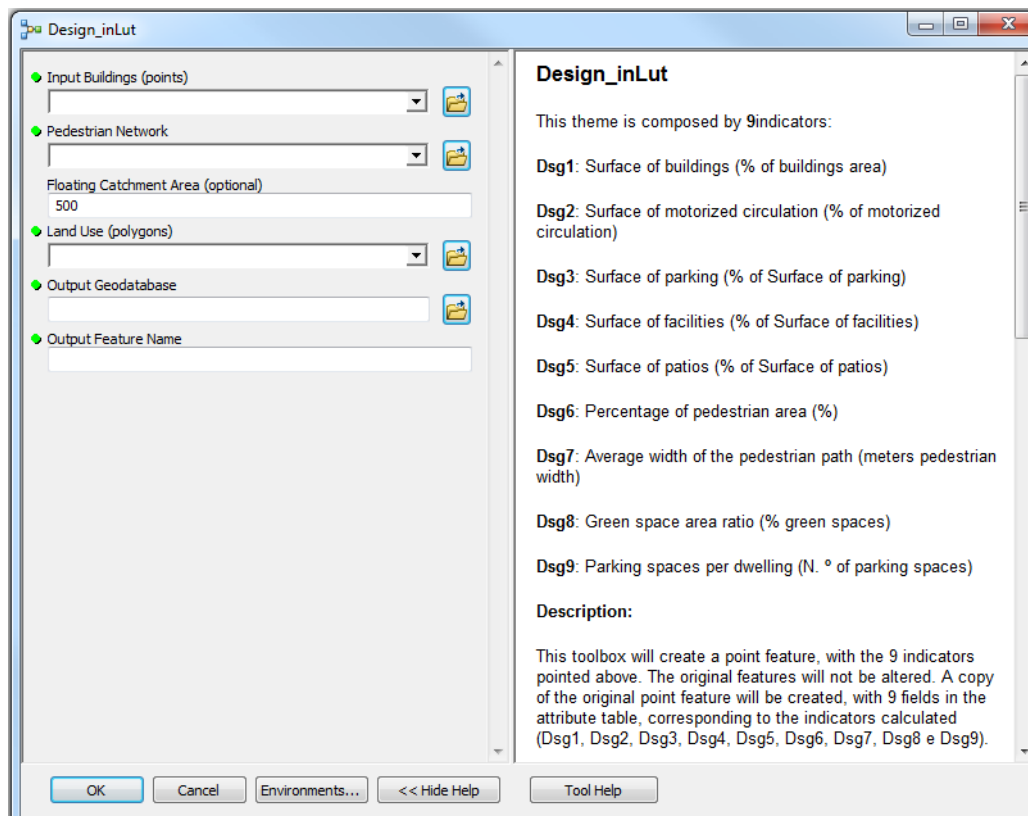 Design_inLut
Input Buildings (points)
Pedestrian Network
Floating Catchment Area (optional)
500
Land Use (polygons)
Output Geodatabase
Output Feature Name
Design_inLut
This theme is composed by 9indicators:
Dsg1: Surface of buildings (% of buildings area)
Dsg2: Surface of motorized circulation (% of motorized
circulation)
Dsg3: Surface of parking (% of Surface of parking)
Dsg4: Surface of facilities (% of Surface of facilities)
Dsg5: Surface of patios (% of Surface of patios)
Dsg6: Percentage of pedestrian area (%)
Dsg7: Average width of the pedestrian path (meters pedestrian
width)
Dsg8: Green space area ratio (% green spaces)
Dsg9: Parking spaces per dwelling (N. º of parking spaces)
Description:
This toolbox will create a point feature, with the 9 indicators
pointed above. The original features will not be altered. A copy
of the original point feature will be created, with 9 fields in the
attribute table, corresponding to the indicators calculated
(Dsg1, Dsg2, Dsg3, Dsg4, Dsg5, Dsg6, Dsg7, Dsg8 e Dsg9).
OK
Cancel
Environments...
<< Hide Help
Tool Help